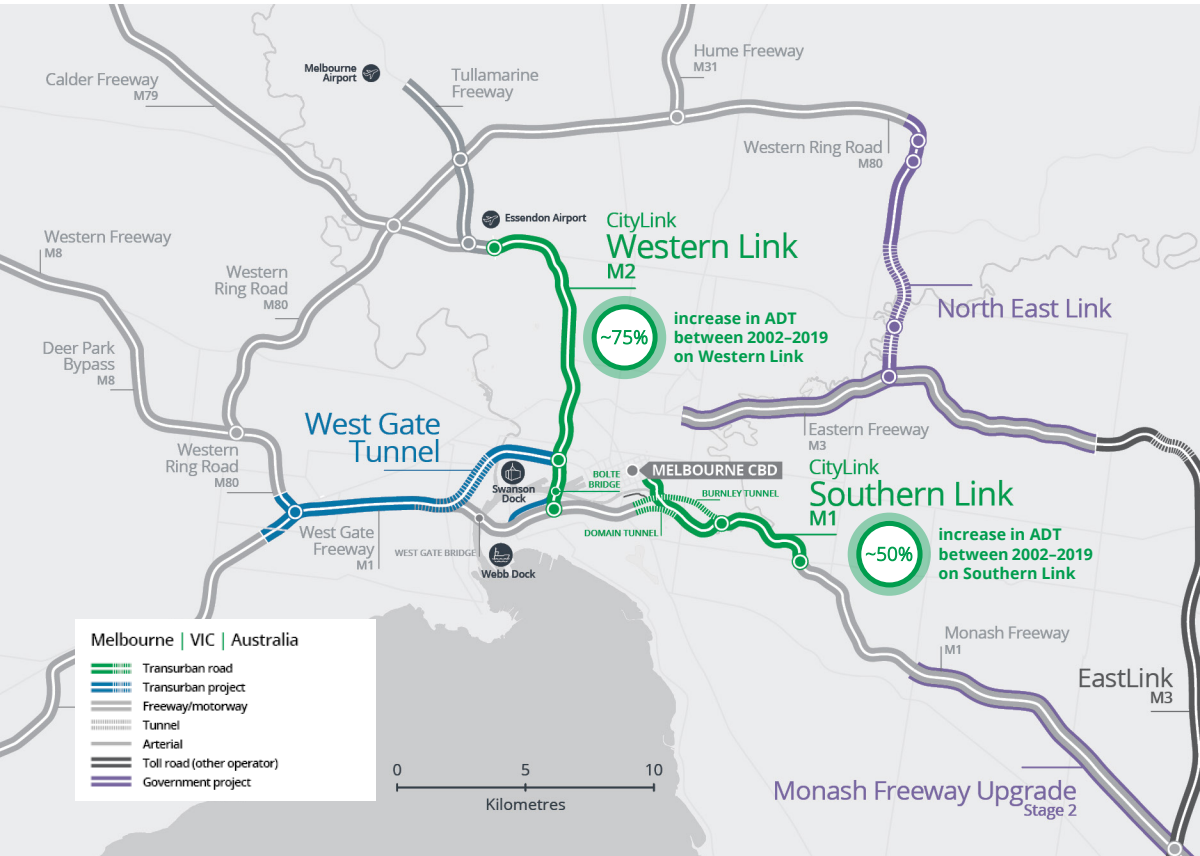 Hume Freeway
M31
Melbourne
Airport
Tullamarine
Freeway
Calder Freeway
M79
Western Ring Road
M80
Essendon Airport
CityLink
Western Link
M2
Western Freeway
M8
Western
Ring Road
M80
North East Link
~75%
increase in ADT
between 2002–2019
on Western Link
Deer Park
Bypass
M8
West Gate
Tunnel
Eastern Freeway
M3
Western
Ring Road
M80
CityLink
Southern Link
M1
MELBOURNE CBD
BOLTE
BRIDGE
Swanson
Dock
BURNLEY TUNNEL
DOMAIN TUNNEL
West Gate
Freeway
M1
WEST GATE BRIDGE
Webb Dock
~50%
increase in ADT
between 2002–2019
on Southern Link
Monash Freeway
M1
EastLink
M3
Melbourne | VIC | Australia
Transurban road
Transurban project
Freeway/motorway
Tunnel
Arterial
Toll road (other operator)
Government project
0 5 10
Kilometres
Monash Freeway Upgrade
Stage 2